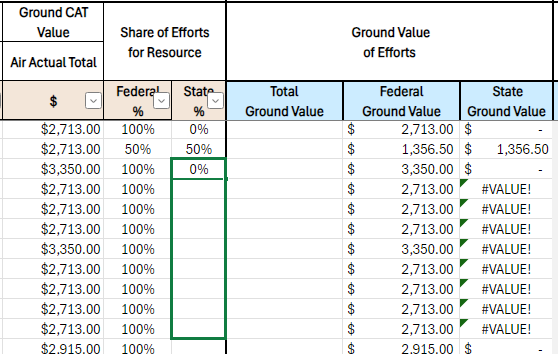 Ground CAT Value Share of Efforts for Resource Ground Value of Efforts
Air Actual Total
$ Federal % State % Total Ground Value Federal Ground Value State Ground Value
$2,713.00 100% 0% $ 2,713.00 $ -
$2,713.00 50% 50% $ 1,356.50 $ 1,356.50
$3,350.00 100% 0% $ 3,350.00 $ -
$2,713.00 100% $ 2,713.00 #VALUE!
$2,713.00 100% $ 2,713.00 #VALUE!
$2,713.00 100% $ 2,713.00 #VALUE!
$3,350.00 100% $ 3,350.00 #VALUE!
$2,713.00 100% $ 2,713.00 #VALUE!
$2,713.00 100% $ 2,713.00 #VALUE!
$2,713.00 100% $ 2,713.00 #VALUE!
$2,713.00 100% $ 2,713.00 #VALUE!
$2,915.00 100% $ 2,915.00 $ -